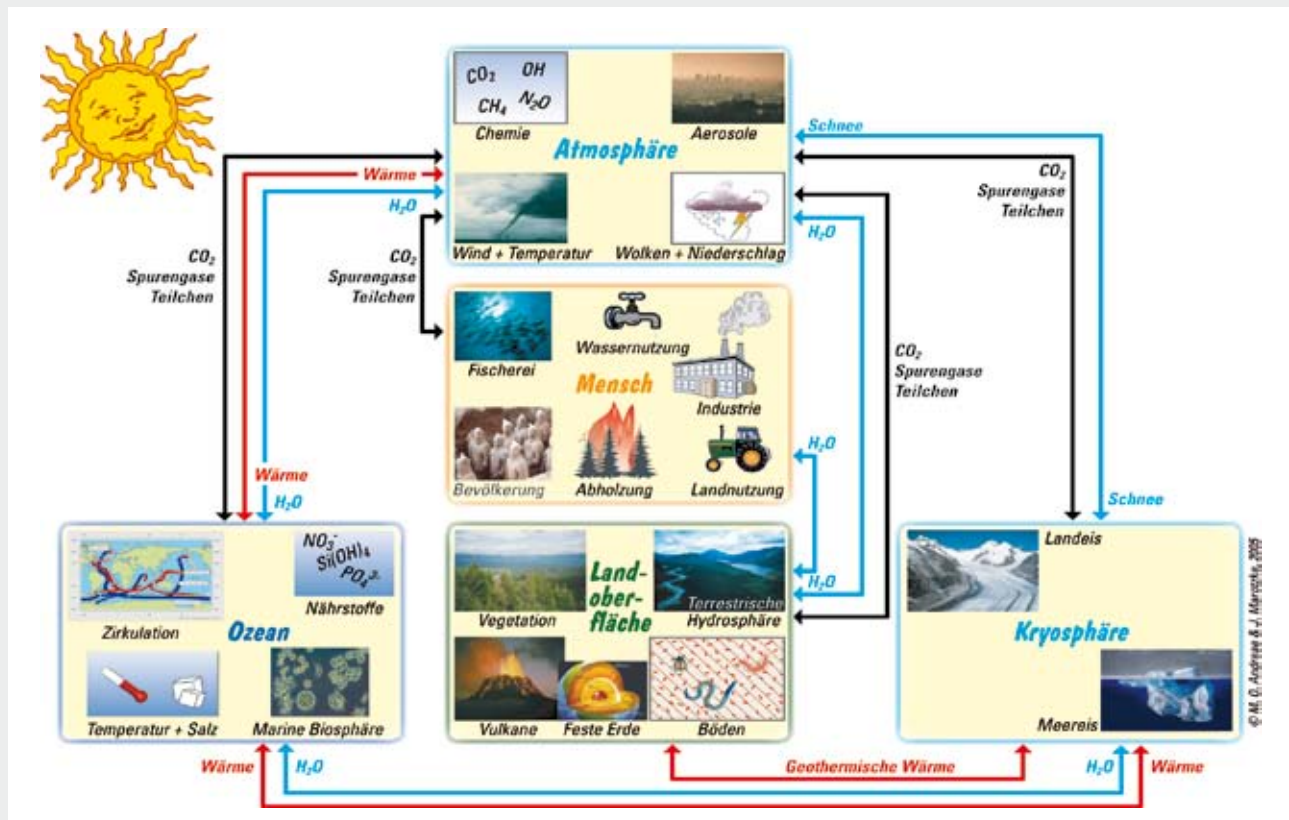 CO₂ OH
CH₄ N₂O
Chemie
Aerosole
Atmosphäre
Wind + Temperatur
Wolken + Niederschlag
Schnee
Wärme
H₂O
CO₂
Spurengase
Teilchen
CO₂
Spurengase
Teilchen
H₂O
CO₂
Spurengase
Teilchen
Fischerei
Wassernutzung
Mensch
Industrie
Bevölkerung
Abholzung
Landnutzung
CO₂
Spurengase
Teilchen
H₂O
H₂O
H₂O
Wärme
H₂O
Schnee
NO₃⁻
Si(OH)₄
PO₄³⁻
Nährstoffe
Zirkulation
Ozean
Temperatur + Salz
Marine Biosphäre
Vegetation
Land-
ober-
fläche
Terrestrische
Hydrosphäre
Vulkane
Feste Erde
Böden
Landeis
Kryosphäre
Meereis
Wärme
H₂O
Geothermische Wärme
H₂O
Wärme
© M. O. Andreae & J. Marotzke, 2005